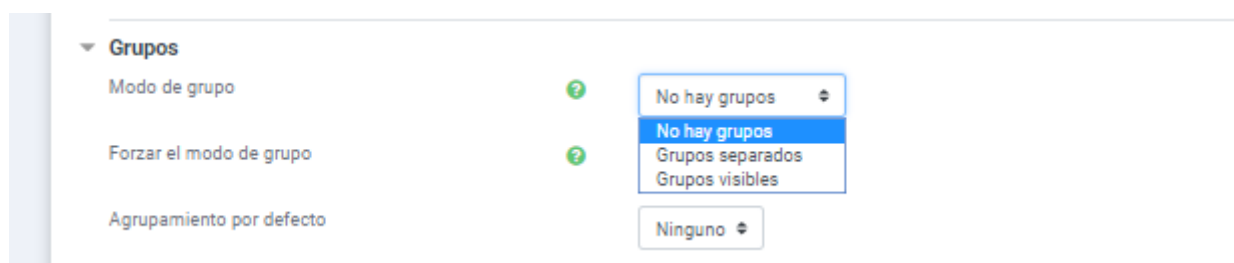 Grupos
Modo de grupo
No hay grupos
No hay grupos
Grupos separados
Grupos visibles
Forzar el modo de grupo
Agrupamiento por defecto
Ninguno